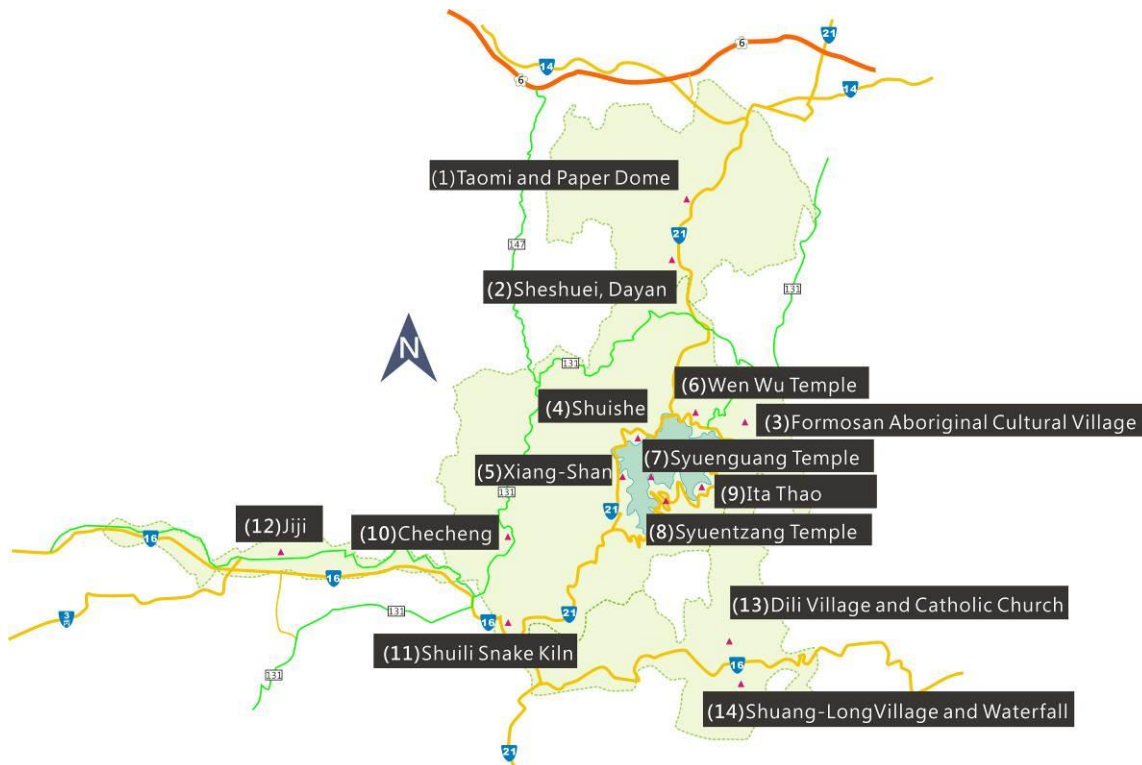 21
6
14
6
14
(1)Taomi and Paper Dome
21
147
(2)Sheshuei, Dayan
131
N
131
(6)Wen Wu Temple
(4)Shuishe
(3)Formosan Aboriginal Cultural Village
(7)Syuenguang Temple
(5)Xiang-Shan
131
(9)Ita Thao
21
(12)Jiji
(10)Checheng
(8)Syuentzang Temple
16
16
(13)Dili Village and Catholic Church
131
21
16
(11)Shuili Snake Kiln
16
131
(14)Shuang-LongVillage and Waterfall
21